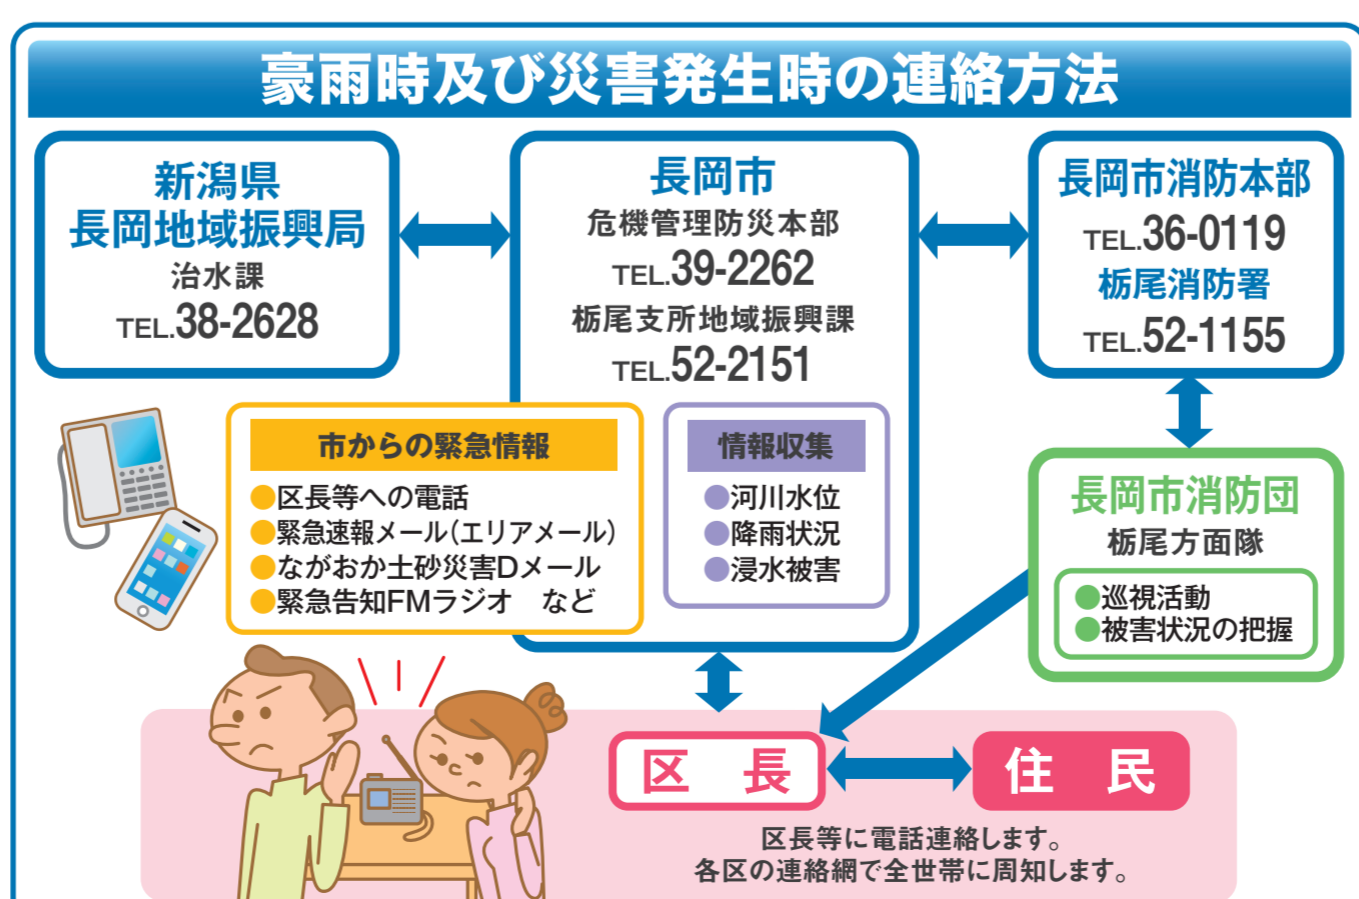 豪雨時及び災害発生時の連絡方法
新潟県
長岡地域振興局
治水課
TEL.38-2628
長岡市
危機管理防災本部
TEL.39-2262
栃尾支所地域振興課
TEL.52-2151
長岡市消防本部
TEL.36-0119
栃尾消防署
TEL.52-1155
市からの緊急情報
●区長等への電話
●緊急速報メール(エリアメール)
●ながおか土砂災害Dメール
●緊急告知FMラジオ　など
情報収集
●河川水位
●降雨状況
●浸水被害
長岡市消防団
栃尾方面隊
●巡視活動
●被害状況の把握
区　長
住　民
区長等に電話連絡します。
各区の連絡網で全世帯に周知します。